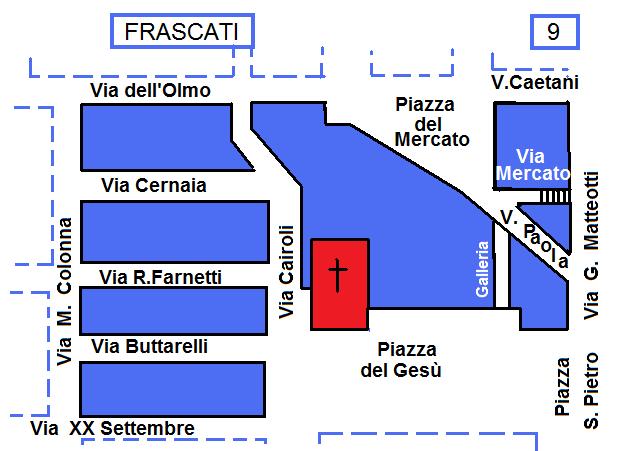 FRASCATI
9
Via dell'Olmo
V.Caetani
Piazza
del
Mercato
Via
Mercato
Via Cernaia
V. Paola
Via M. Colonna
Via Cairoli
Galleria
Via G. Matteotti
Via R.Farnetti
Via Buttarelli
Piazza
del Gesù
Piazza
S. Pietro
Via XX Settembre